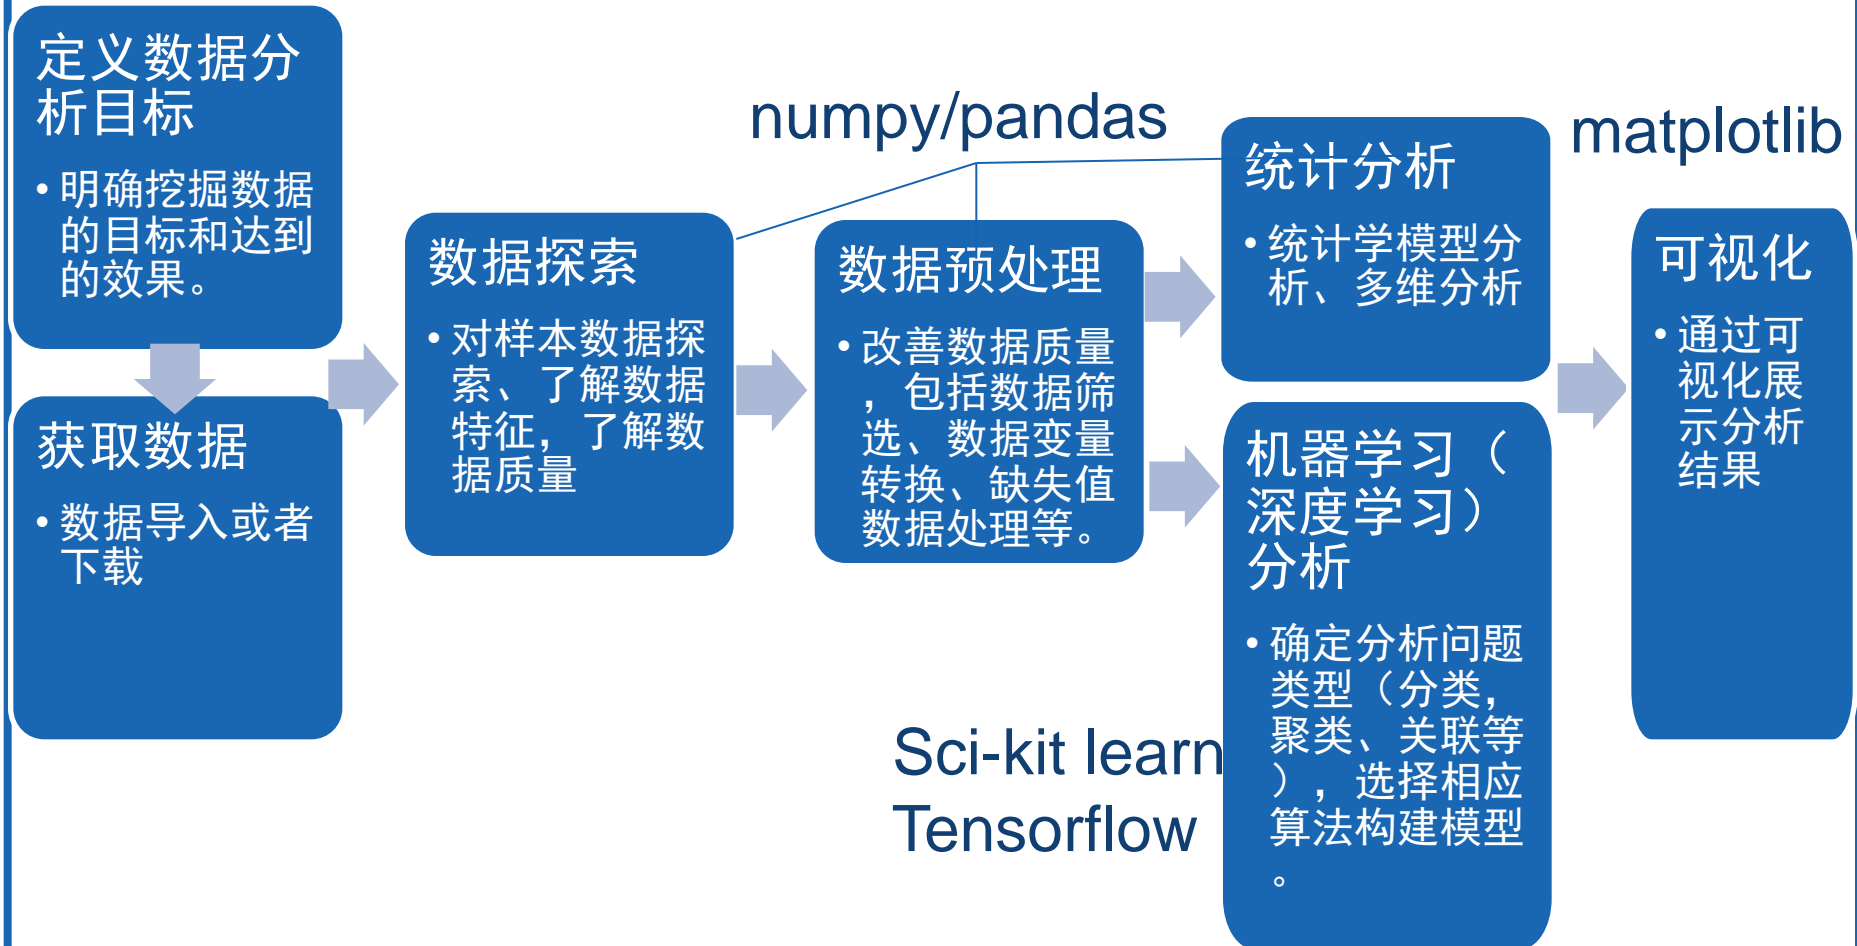 定义数据分
析目标
• 明确挖掘数据
的目标和达到
的效果。
获取数据
• 数据导入或者
下载
数据探索
• 对样本数据探
索、了解数据
特征，了解数
据质量
numpy/pandas
数据预处理
• 改善数据质量
，包括数据筛
选、数据变量
转换、缺失值
数据处理等。
统计分析
• 统计学模型分
析、多维分析
机器学习（
深度学习）
分析
• 确定分析问题
类型（分类，
聚类、关联等
），选择相应
算法构建模型
。
Sci-kit learn
Tensorflow
matplotlib
可视化
• 通过可
视化展
示分析
结果